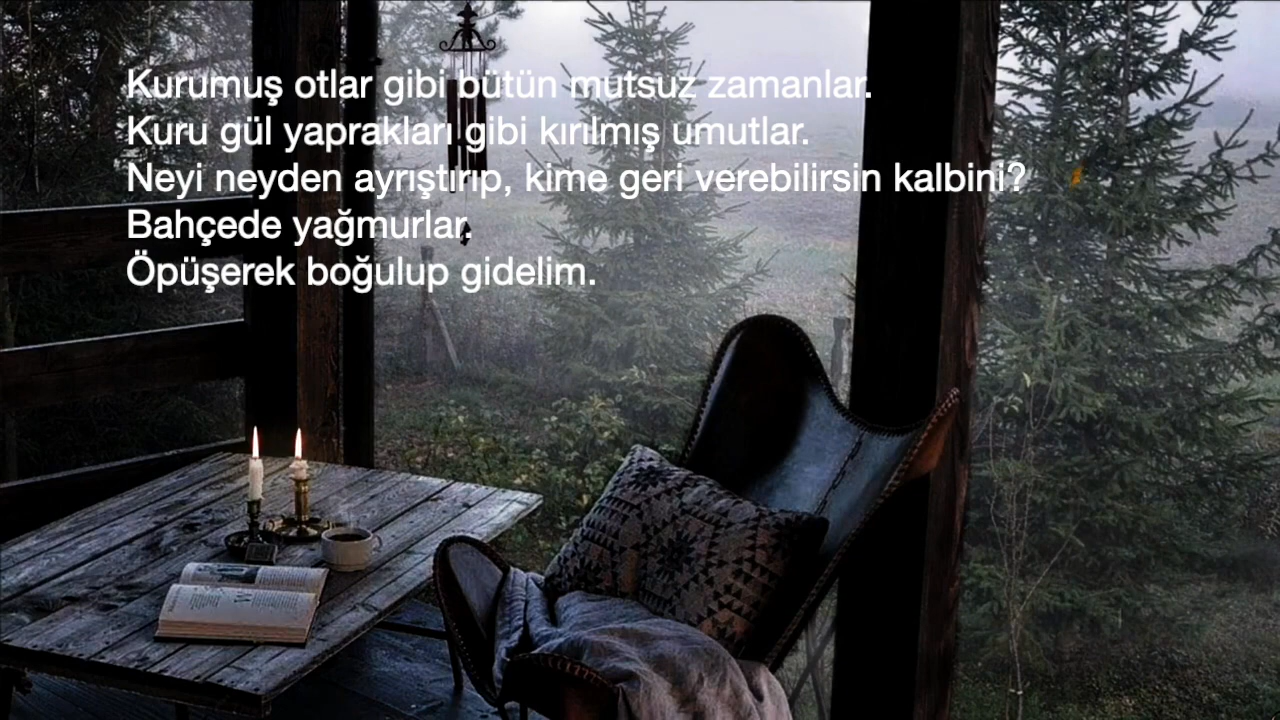 Kurumuş otlar gibi bütün mutsuz zamanlar.
Kuru gül yaprakları gibi kırılmış umutlar.
Neyi neyden ayrıştırıp, kime geri verebilirsin kalbini?
Bahçede yağmurlar.
Öpüşerek boğulup gidelim.